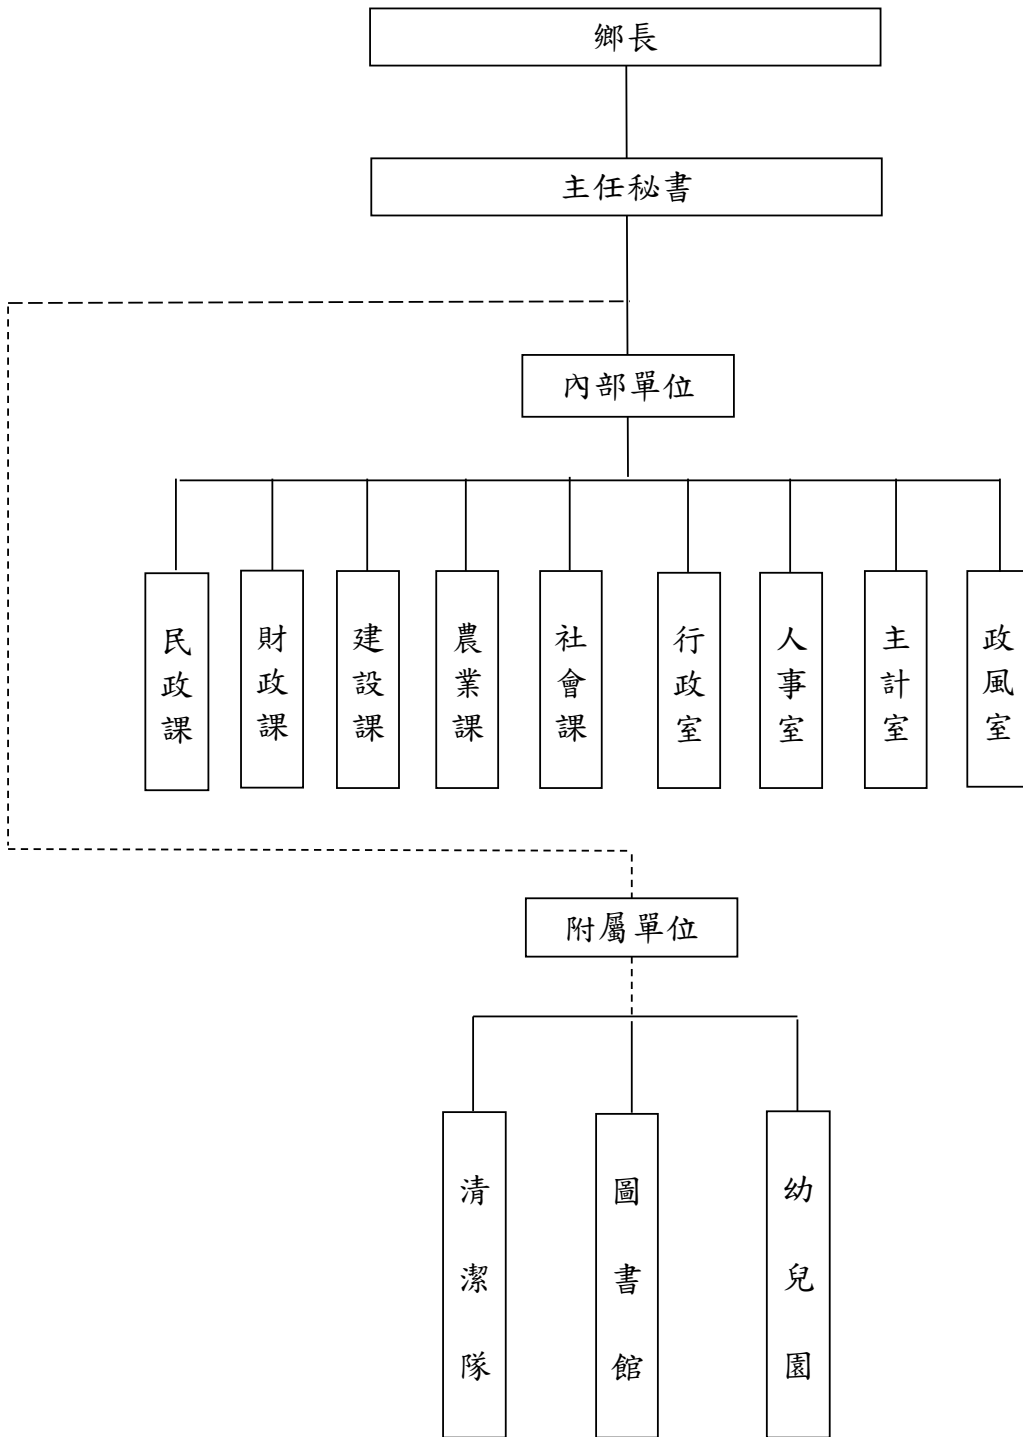 鄉長
主任秘書
內部單位
民政課
財政課
建設課
農業課
社會課
行政室
人事室
主計室
政風室
附屬單位
清潔隊
圖書館
幼兒園